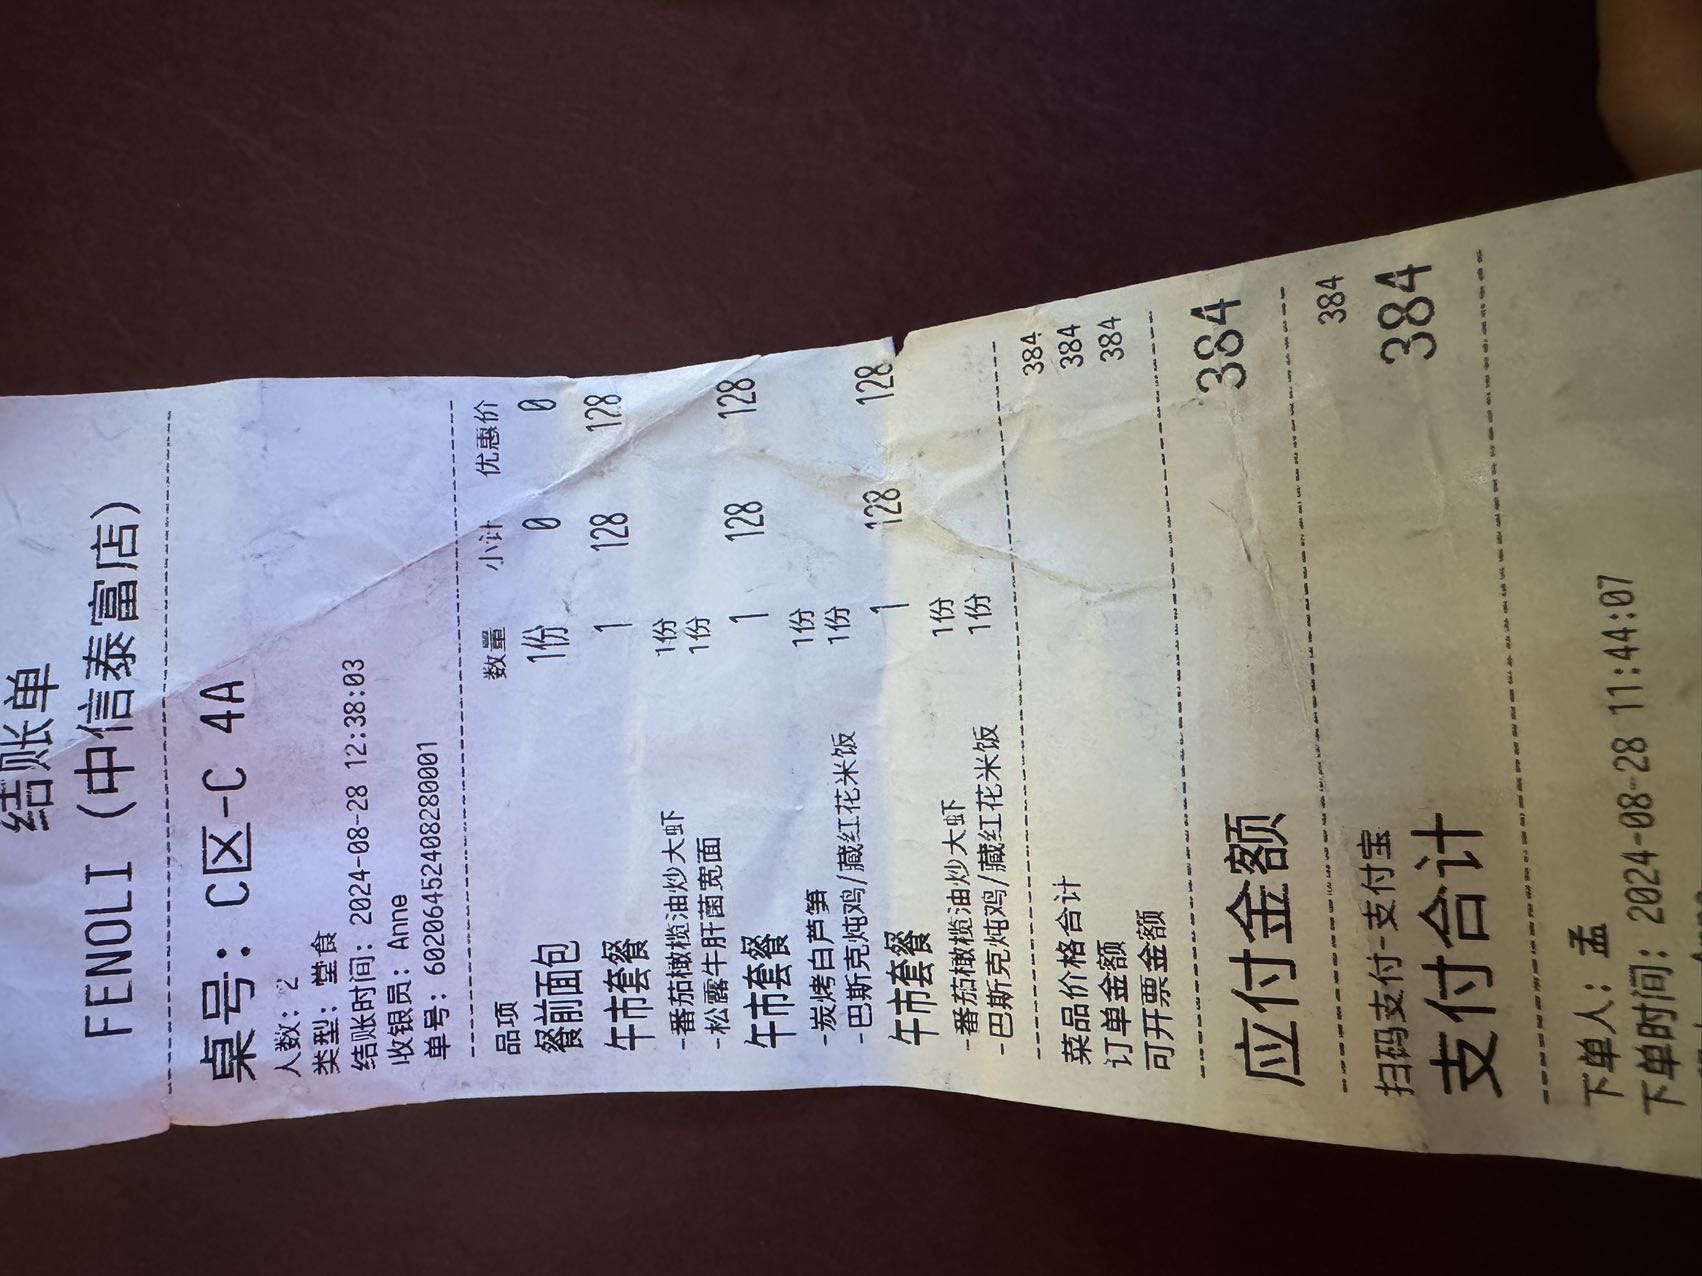 结账单
FENOLI (中信泰富店)
桌号: C区-C 4A
人数: 2
类型: 堂食
结账时间: 2024-08-28 12:38:03
收银员: Anne
单号: 60206452408280001
品项 数量 小计 优惠价
餐前面包 1份 0 0
午市套餐 1 128 128
-番茄橄榄油炒大虾 1份
-松露牛肝菌宽面 1份
午市套餐 1 128 128
-炭烤白芦笋 1份
-巴斯克炖鸡/藏红花米饭 1份
午市套餐 1 128 128
-番茄橄榄油炒大虾 1份
-巴斯克炖鸡/藏红花米饭 1份
菜品价格合计 384
订单金额 384
可开票金额 384
应付金额 384
扫码支付-支付宝 384
支付合计 384
下单人: 孟
下单时间: 2024-08-28 11:44:07